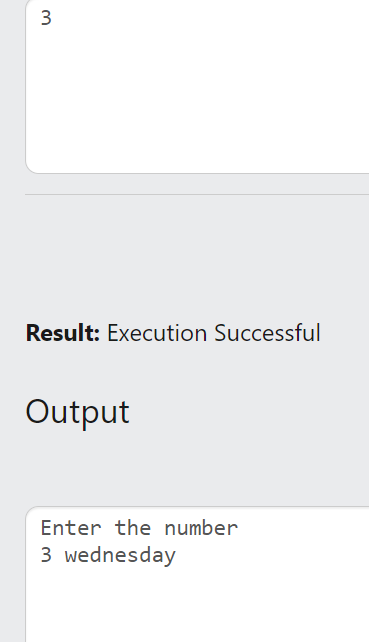 3
Result: Execution Successful
Output
Enter the number
3 wednesday